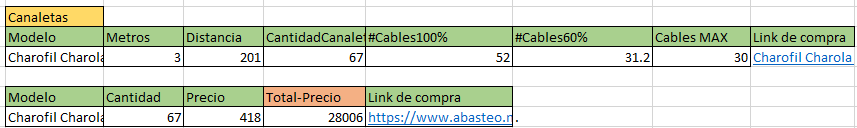 Canaletas
Modelo Metros Distancia CantidadCanalet #Cables100% #Cables60% Cables MAX Link de compra
Charofil Charola 3 201 67 52 31.2 30 Charofil Charola
Modelo Cantidad Precio Total-Precio Link de compra
Charofil Charola 67 418 28006 https://www.abasteo.m.